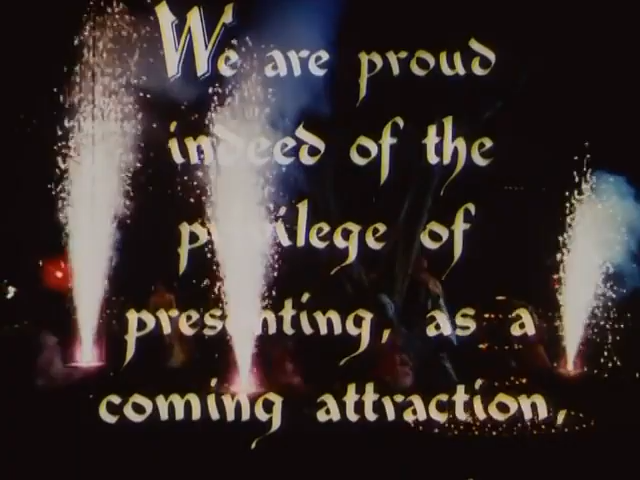 We are proud
indeed of the
privilege of
presenting, as a
coming attraction,